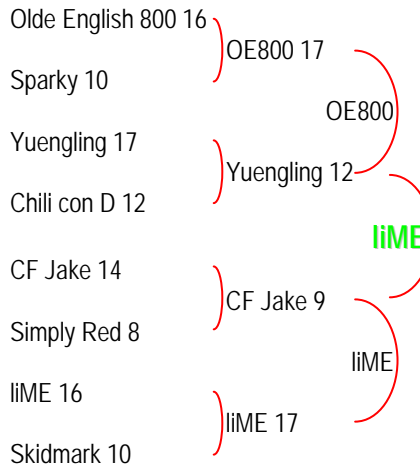 Olde English 800 16
Sparky 10
Yuengling 17
Chili con D 12
CF Jake 14
Simply Red 8
liME 16
Skidmark 10
OE800 17
Yuengling 12
CF Jake 9
liME 17
OE800
liME
liME